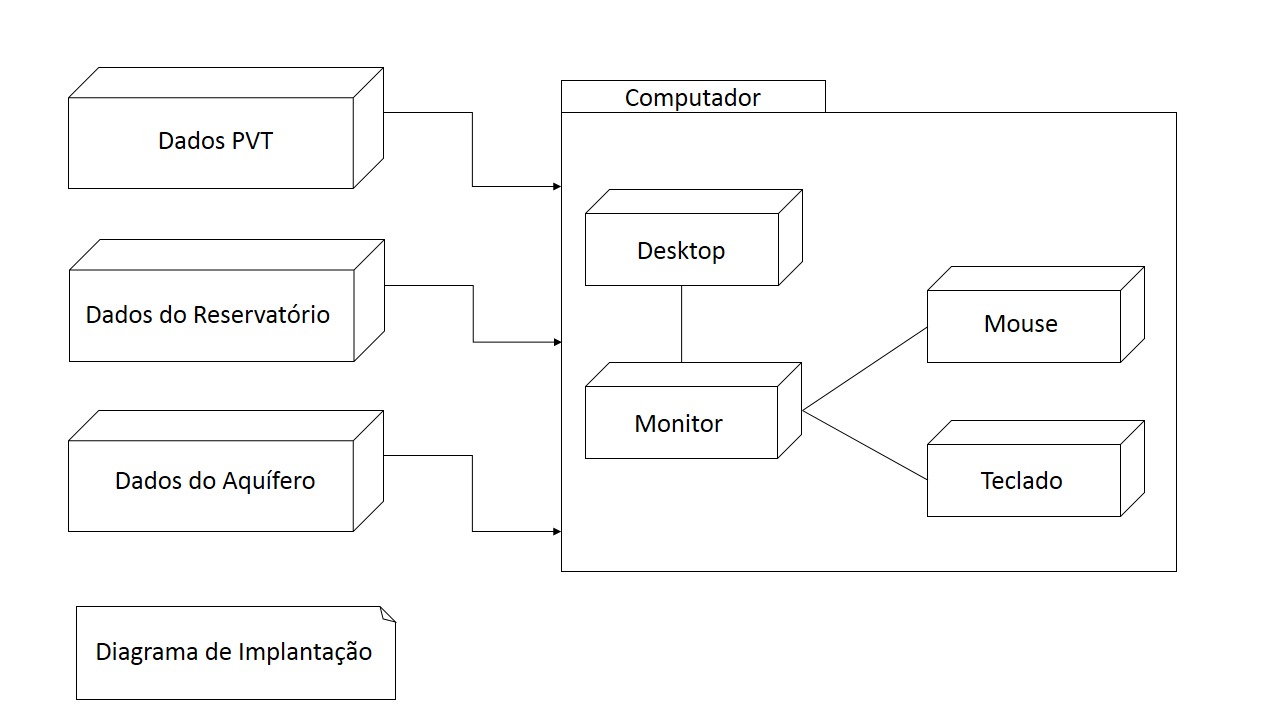 Dados PVT
Dados do Reservatório
Dados do Aquífero
Computador
Desktop
Monitor
Mouse
Teclado
Diagrama de Implantação